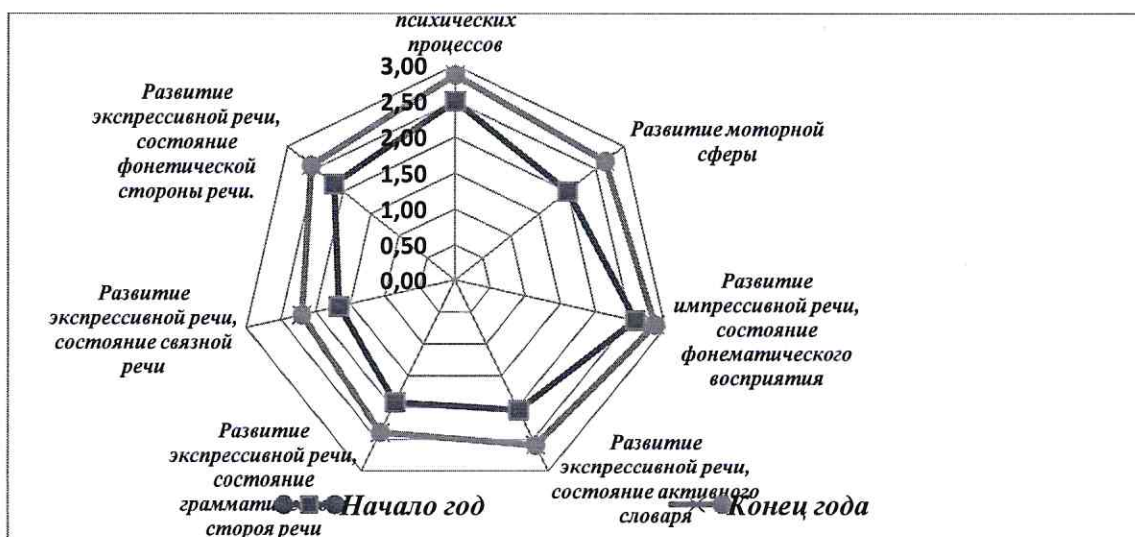 психических
процессов
3,00
2,50
2,00
1,50
1,00
0,50
0,00
Развитие моторной
сферы
Развитие
импрессивной речи,
состояние
фонематического
восприятия
Развитие
экспрессивной речи,
состояние активного
словаря
Развитие
экспрессивной речи,
состояние
граммати
стороя речи
Развитие
экспрессивной речи,
состояние связной
речи
Развитие
экспрессивной речи,
состояние
фонетической
стороны речи.
Начало год
Конец года